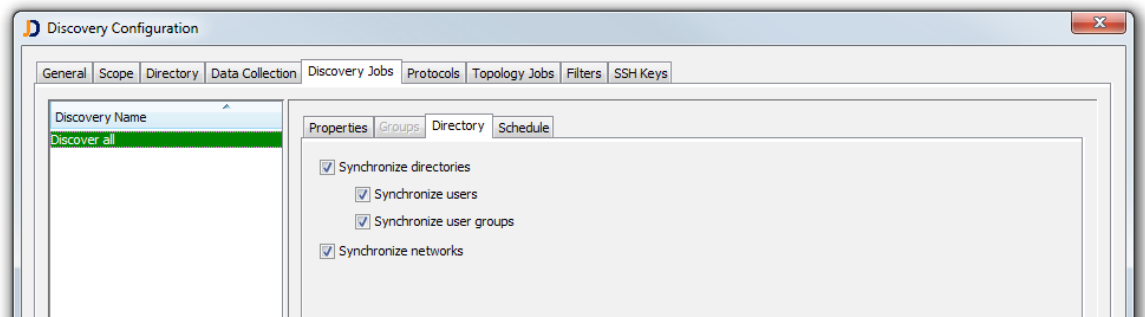 Discovery Configuration
General Scope Directory Data Collection Discovery Jobs Protocols Topology Jobs Filters SSH Keys
Discovery Name
Discover all
Properties Groups Directory Schedule
Synchronize directories
Synchronize users
Synchronize user groups
Synchronize networks